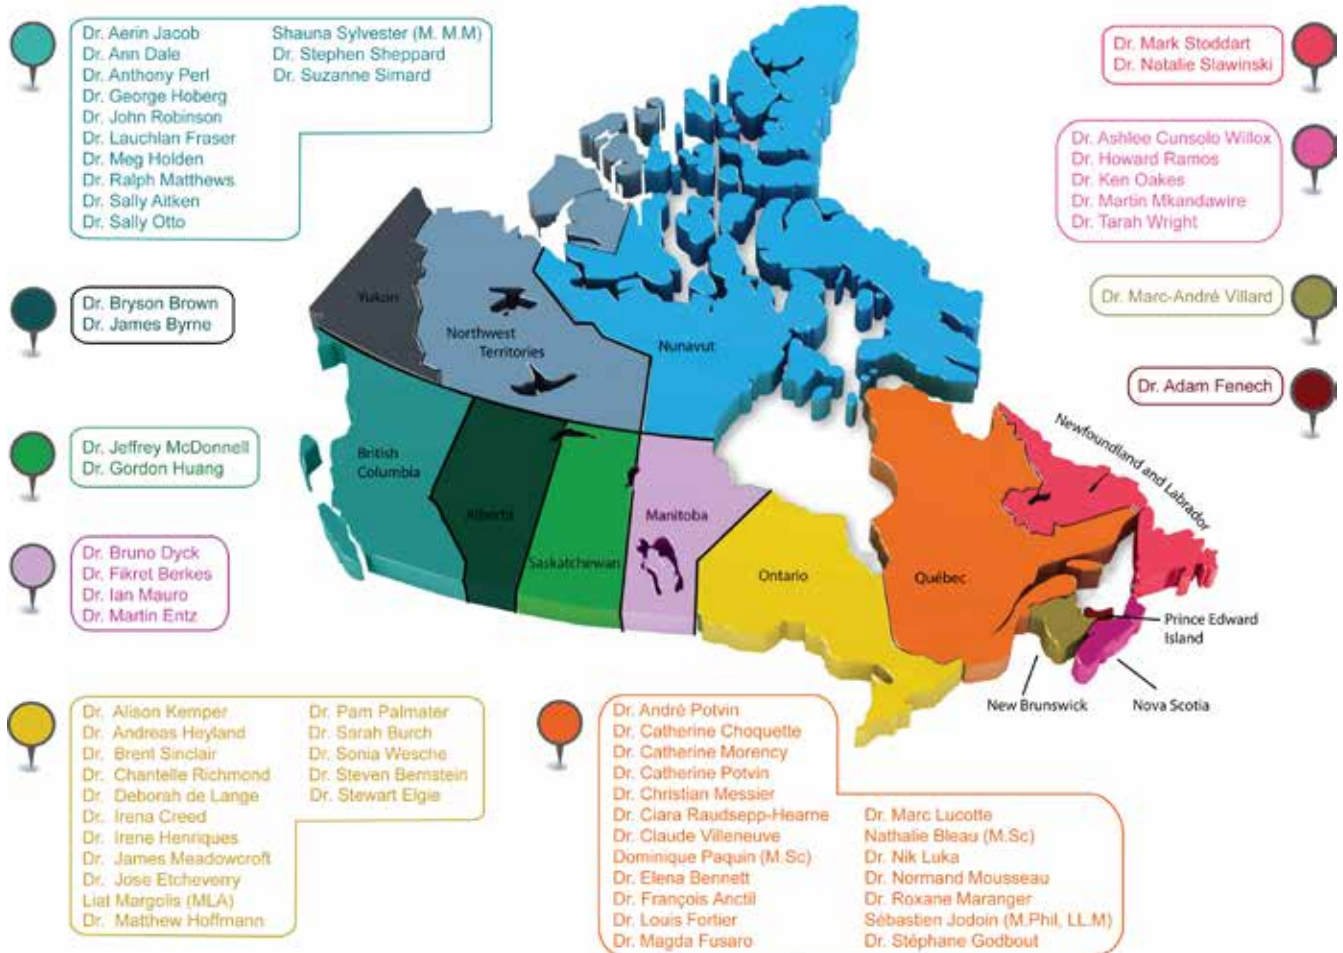 Dr. Aerin Jacob
Dr. Ann Dale
Dr. Anthony Perl
Dr. George Hoberg
Dr. John Robinson
Dr. Lauchlan Fraser
Dr. Meg Holden
Dr. Ralph Matthews
Dr. Sally Aitken
Dr. Sally Otto
Shauna Sylvester (M. M.M)
Dr. Stephen Sheppard
Dr. Suzanne Simard
Dr. Bryson Brown
Dr. James Byrne
Dr. Jeffrey McDonnell
Dr. Gordon Huang
Dr. Bruno Dyck
Dr. Fikret Berkes
Dr. Ian Mauro
Dr. Martin Entz
Dr. Mark Stoddart
Dr. Natalie Slawinski
Dr. Ashlee Cunsolo Willox
Dr. Howard Ramos
Dr. Ken Oakes
Dr. Martin Mkandawire
Dr. Tarah Wright
Dr. Marc-André Villard
Dr. Adam Fenech
Yukon
Northwest
Territories
Nunavut
British
Columbia
Alberta
Saskatchewan
Manitoba
Ontario
Québec
Newfoundland and Labrador
Prince Edward
Island
New Brunswick
Nova Scotia
Dr. Alison Kemper
Dr. Andreas Heyland
Dr. Brent Sinclair
Dr. Chantelle Richmond
Dr. Deborah de Lange
Dr. Irena Creed
Dr. Irene Henriques
Dr. James Meadowcroft
Dr. Jose Etcheverry
Liat Margolis (MLA)
Dr. Matthew Hoffmann
Dr. Pam Palmater
Dr. Sarah Burch
Dr. Sonia Wesche
Dr. Steven Bernstein
Dr. Stewart Elgie
Dr. André Potvin
Dr. Catherine Choquette
Dr. Catherine Morency
Dr. Catherine Potvin
Dr. Christian Messier
Dr. Ciara Raudsepp-Hearne
Dr. Claude Villeneuve
Dominique Paquin (M.Sc)
Dr. Elena Bennett
Dr. François Anctil
Dr. Louis Fortier
Dr. Magda Fusaro
Dr. Marc Lucotte
Nathalie Bleau (M.Sc)
Dr. Nik Luka
Dr. Normand Mousseau
Dr. Roxane Maranger
Sébastien Jodoin (M.Phil, LL.M)
Dr. Stéphane Godbout